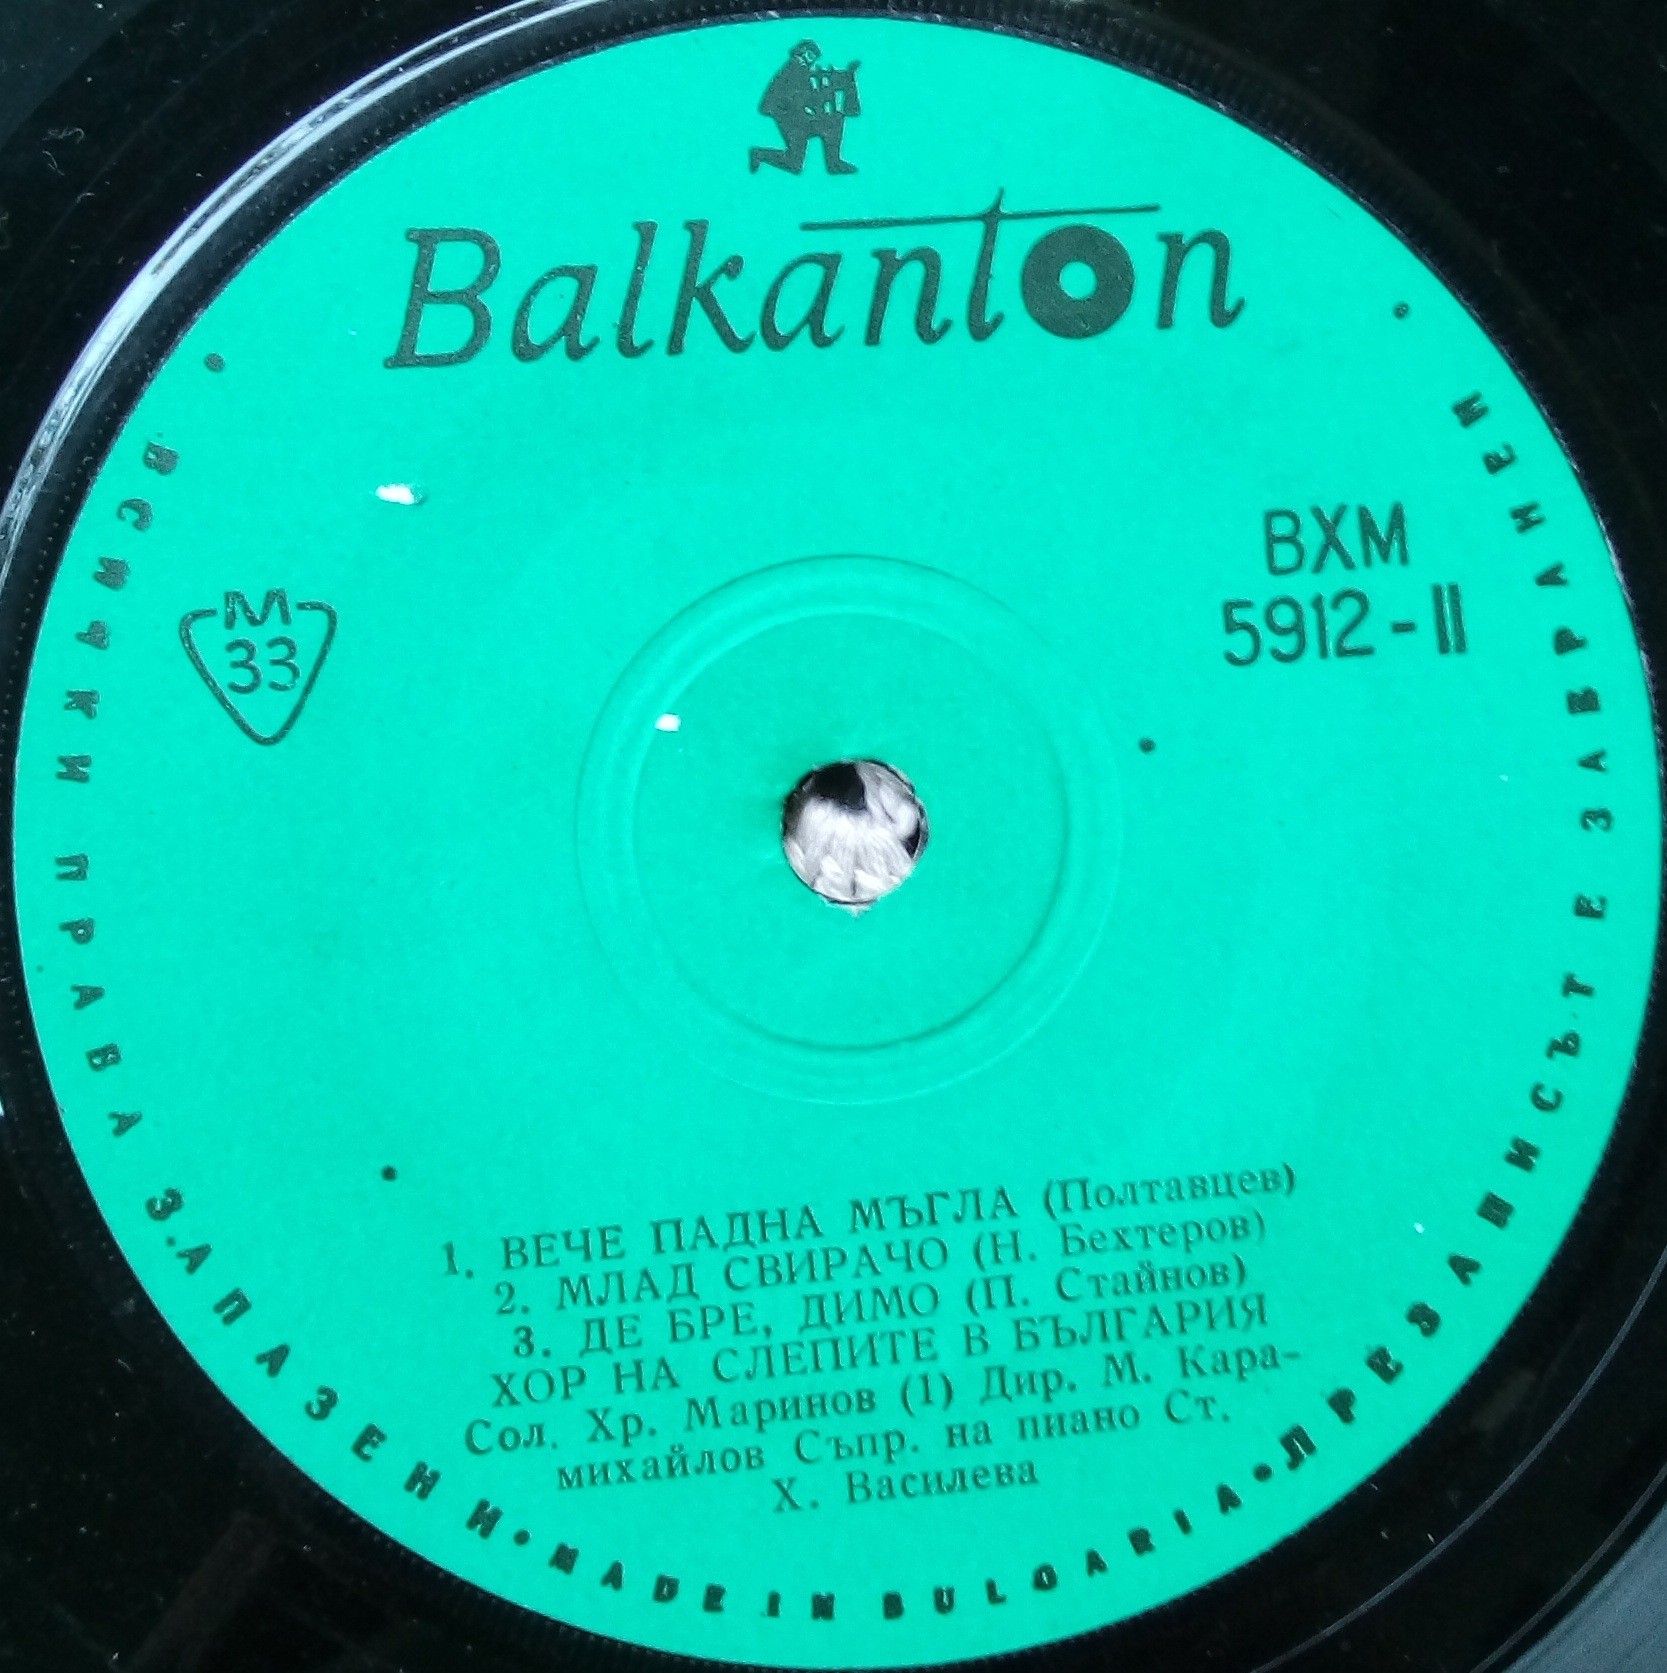 Balkanton
М
33
ВХМ
5912-II
1. ВЕЧЕ ПАДНА МЪГЛА (Полтавцев)
2. МЛАД СВИРАЧО (Н. Бехтеров)
3. ДЕ БРЕ, ДИМО (П. Стайнов)
ХОР НА СЛЕПИТЕ В БЪЛГАРИЯ
Сол. Хр. Маринов (1) Дир. М. Кара-
михайлов Съпр. на пиано Ст.
Х. Василева
• ВСИЧКИ ПРАВА ЗАПАЗЕНИ • MADE IN BULGARIA • ПРЕЗАПИСЪТ Е ЗАБРАНЕН •